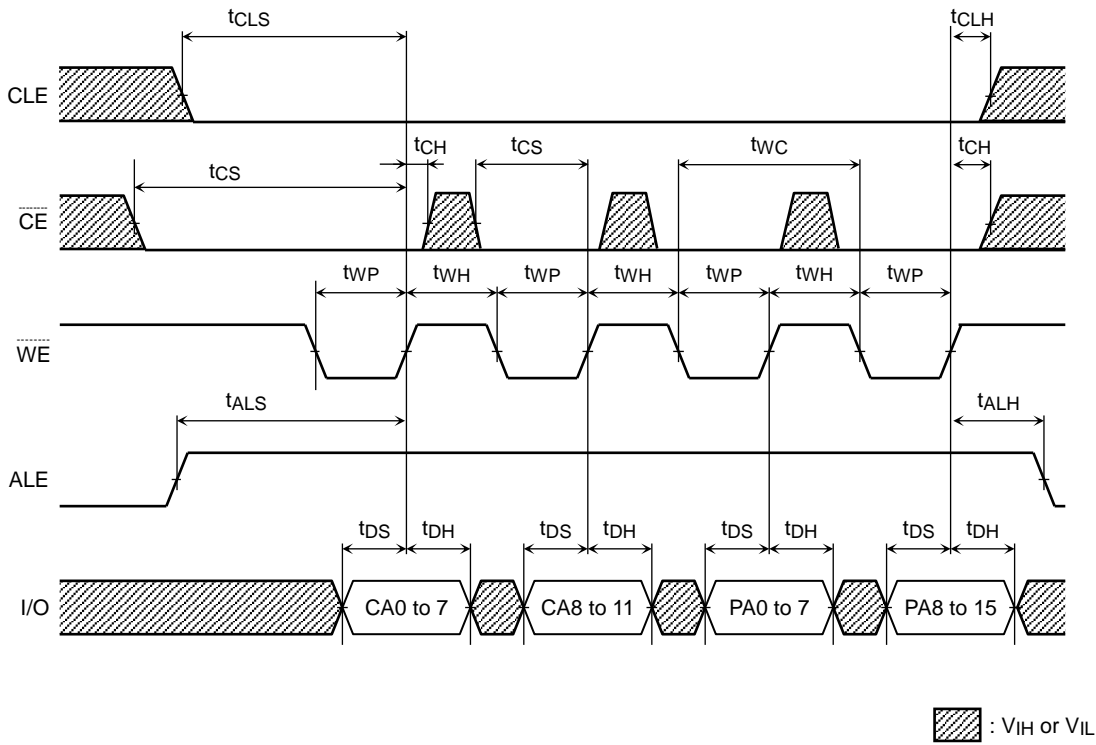 tCLS tCLH
CLE
tCH tCS tWC tCH
tCS
CE
tWP tWH tWP tWH tWP tWH tWP
WE
tALS tALH
ALE
tDS tDH tDS tDH tDS tDH tDS tDH
I/O CA0 to 7 CA8 to 11 PA0 to 7 PA8 to 15
: VIH or VIL